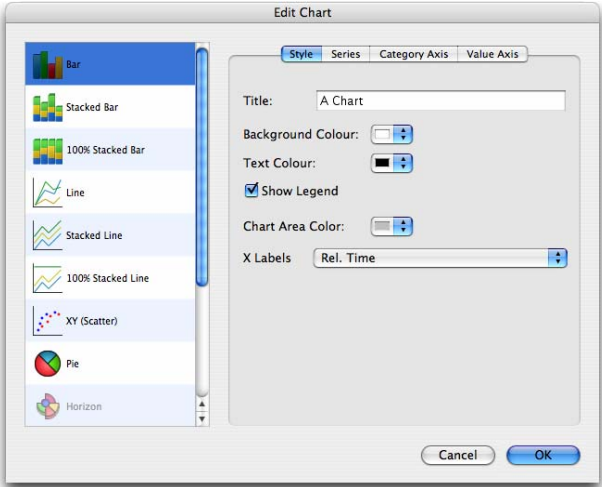 Edit Chart
Bar
Stacked Bar
100% Stacked Bar
Line
Stacked Line
100% Stacked Line
XY (Scatter)
Pie
Horizon
Style Series Category Axis Value Axis
Title: A Chart
Background Colour:
Text Colour:
Show Legend
Chart Area Color:
X Labels Rel. Time
Cancel OK